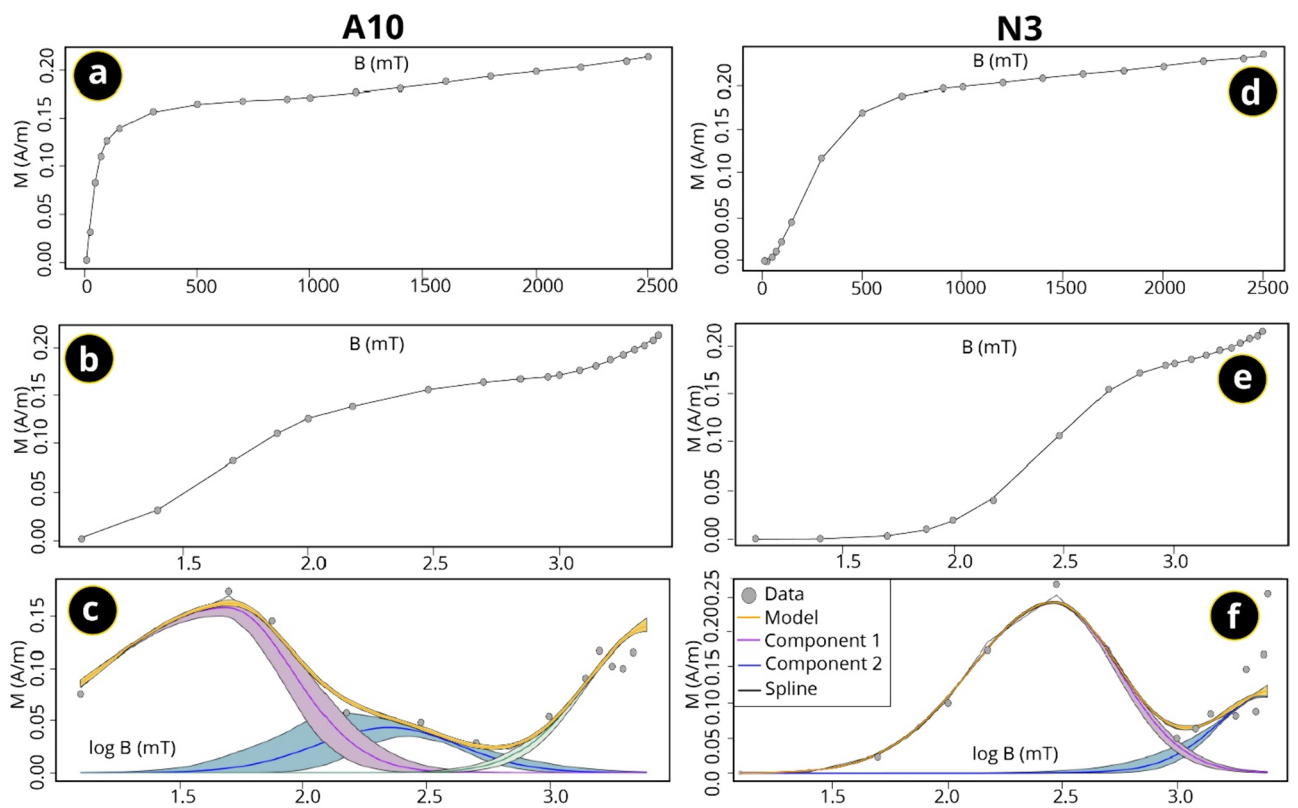 A10
N3
a
B (mT)
M (A/m)
0.00 0.05 0.10 0.15 0.20
0 500 1000 1500 2000 2500
d
B (mT)
M (A/m)
0.00 0.05 0.10 0.15 0.20
0 500 1000 1500 2000 2500
b
B (mT)
M (A/m)
0.00 0.05 0.10 0.15 0.20
1.5 2.0 2.5 3.0
e
B (mT)
M (A/m)
0.00 0.05 0.10 0.15 0.20
1.5 2.0 2.5 3.0
c
log B (mT)
M (A/m)
0.00 0.05 0.10 0.15
1.5 2.0 2.5 3.0
f
Data
Model
Component 1
Component 2
Spline
log B (mT)
M (A/m)
0.0 0.05 0.10 0.15 0.20 0.25
1.5 2.0 2.5 3.0